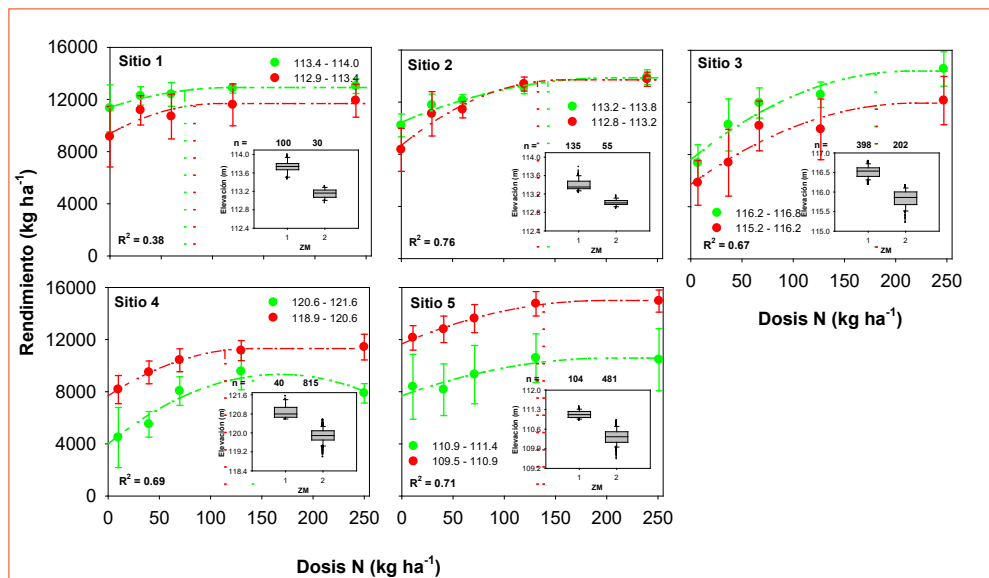 Rendimiento (kg ha-1)
16000
12000
8000
4000
0
Sitio 1
113.4 - 114.0
112.9 - 113.4
n = 100 30
Elevación (m)
114.0
113.2
112.4
1 2
ZM
R2 = 0.38
Sitio 2
113.2 - 113.8
112.8 - 113.2
n = 135 55
Elevación (m)
114.6
113.8
113.0
112.4
1 2
ZM
R2 = 0.76
Sitio 3
n = 398 202
Elevación (m)
117.0
116.5
116.0
115.5
115.0
1 2
ZM
116.2 - 116.8
115.2 - 116.2
R2 = 0.67
0 50 100 150 200 250
Dosis N (kg ha-1)
16000
12000
8000
4000
0
Sitio 4
120.6 - 121.6
118.9 - 120.6
n = 40 815
Elevación (m)
121.6
120.8
120.0
119.2
118.4
1 2
ZM
R2 = 0.69
0 50 100 150 200 250
Sitio 5
n = 104 481
Elevación (m)
112.0
111.3
110.6
109.9
109.2
1 2
ZM
110.9 - 111.4
109.5 - 110.9
R2 = 0.71
0 50 100 150 200 250
Dosis N (kg ha-1)